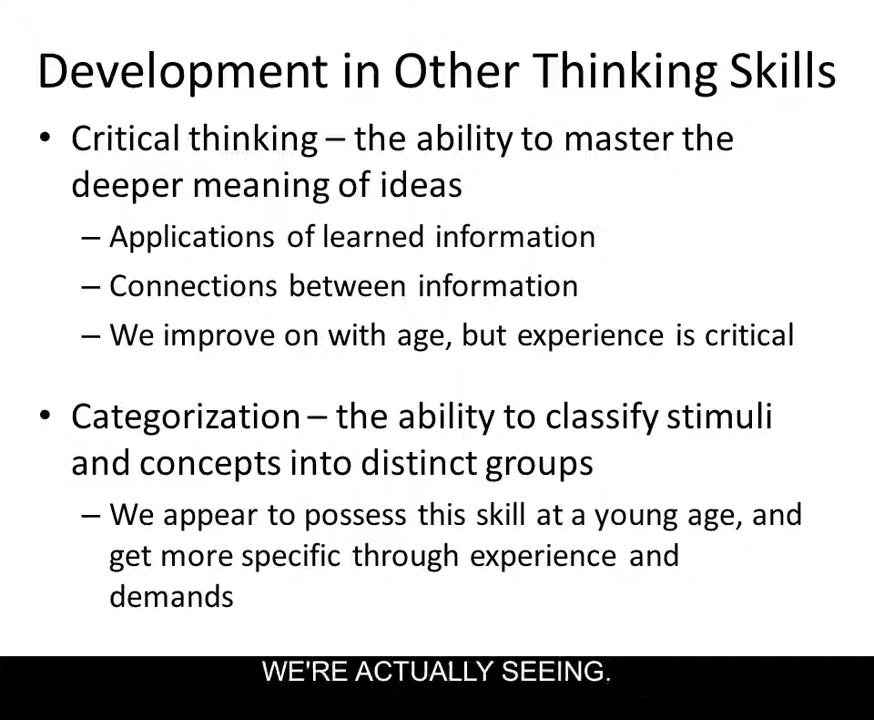 Development in Other Thinking Skills
• Critical thinking – the ability to master the
deeper meaning of ideas
– Applications of learned information
– Connections between information
– We improve on with age, but experience is critical
• Categorization – the ability to classify stimuli
and concepts into distinct groups
– We appear to possess this skill at a young age, and
get more specific through experience and
demands
WE'RE ACTUALLY SEEING.